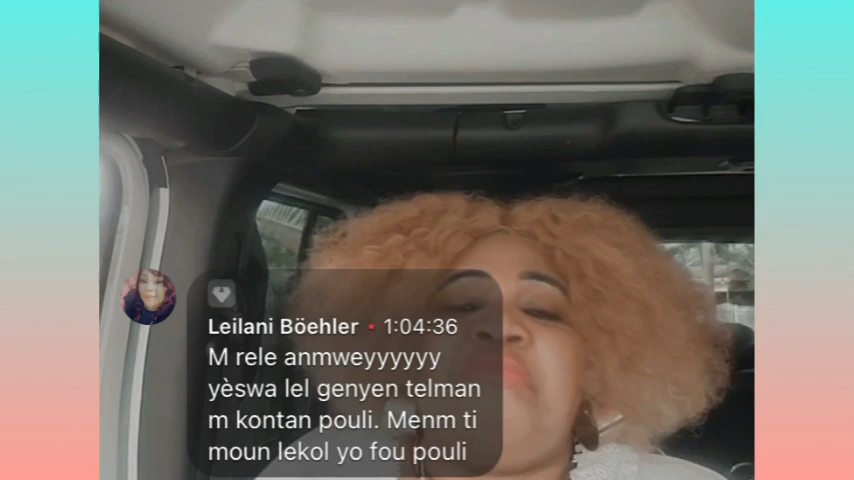 Leilani Böehler • 1:04:36
M rele anmweyyyyyy
yèswa lel genyen telman
m kontan pouli. Menm ti
moun lekol yo fou pouli